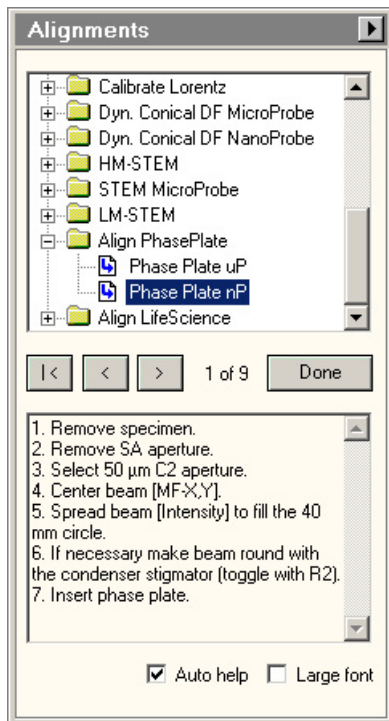 Alignments
Calibrate Lorentz
Dyn. Conical DF MicroProbe
Dyn. Conical DF NanoProbe
HM-STEM
STEM MicroProbe
LM-STEM
Align PhasePlate
Phase Plate uP
Phase Plate nP
Align LifeScience
|< < > 1 of 9 Done
1. Remove specimen.
2. Remove SA aperture.
3. Select 50 µm C2 aperture.
4. Center beam [MF-X,Y].
5. Spread beam [Intensity] to fill the 40
mm circle.
6. If necessary make beam round with
the condenser stigmator (toggle with R2).
7. Insert phase plate.
Auto help Large font